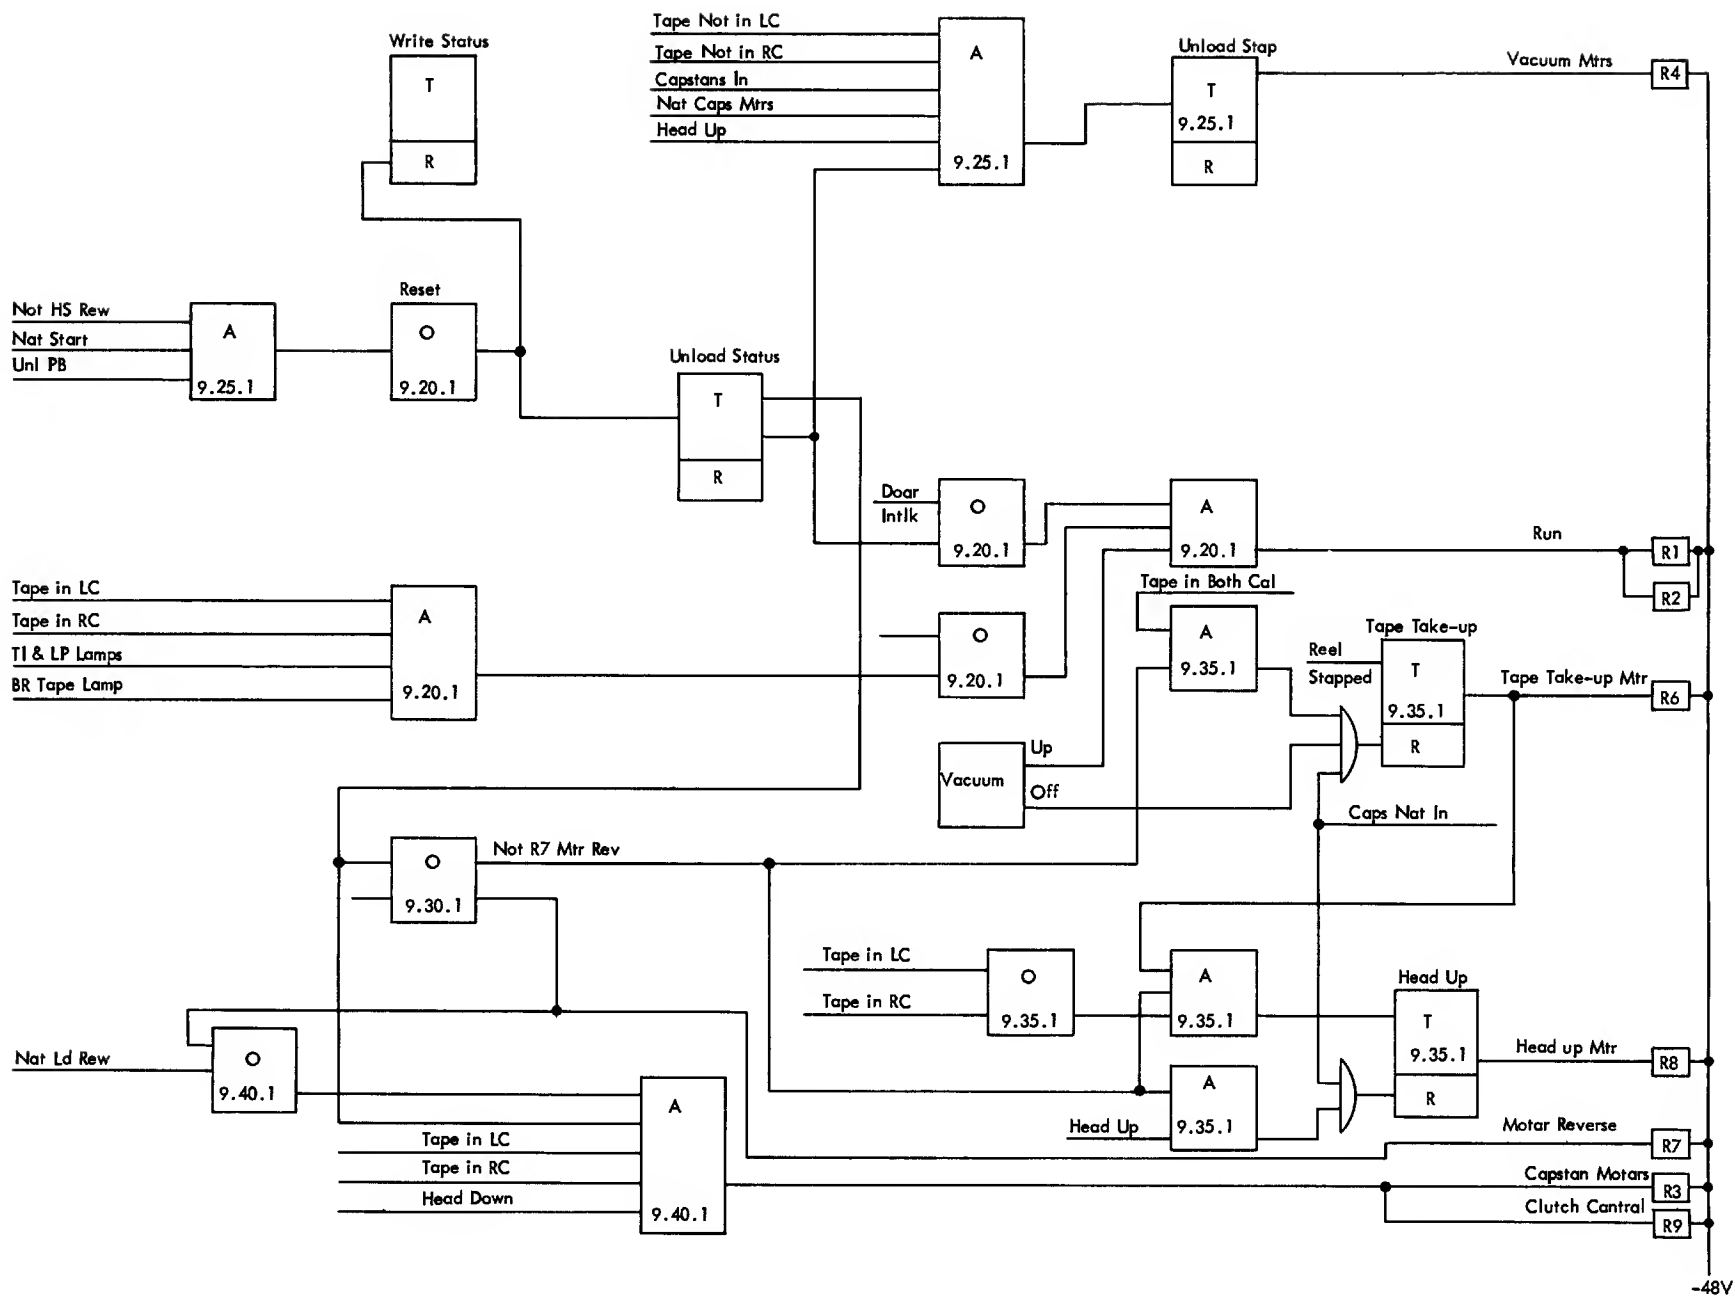 Write Status
T
R
Tape Not in LC
Tape Not in RC
Capstans In
Nat Caps Mtrs
Head Up
A
9.25.1
Unload Stap
T
9.25.1
R
Vacuum Mtrs
R4
Not HS Rew
Nat Start
Unl PB
A
9.25.1
Reset
O
9.20.1
Unload Status
T
R
Doar
Intlk
O
9.20.1
A
9.20.1
Run
R1
R2
Tape in LC
Tape in RC
TI & LP Lamps
BR Tape Lamp
A
9.20.1
O
9.20.1
Tape in Both Cal
A
9.35.1
Reel
Stapped
Tape Take-up
T
9.35.1
R
Tape Take-up Mtr
R6
Vacuum
Up
Off
Caps Nat In
O
9.30.1
Not R7 Mtr Rev
Tape in LC
Tape in RC
O
9.35.1
A
9.35.1
Head Up
T
9.35.1
R
Head up Mtr
R8
Nat Ld Rew
O
9.40.1
Head Up
A
9.35.1
Tape in LC
Tape in RC
Head Down
A
9.40.1
Motar Reverse
R7
Capstan Motars
R3
Clutch Cantral
R9
-48V